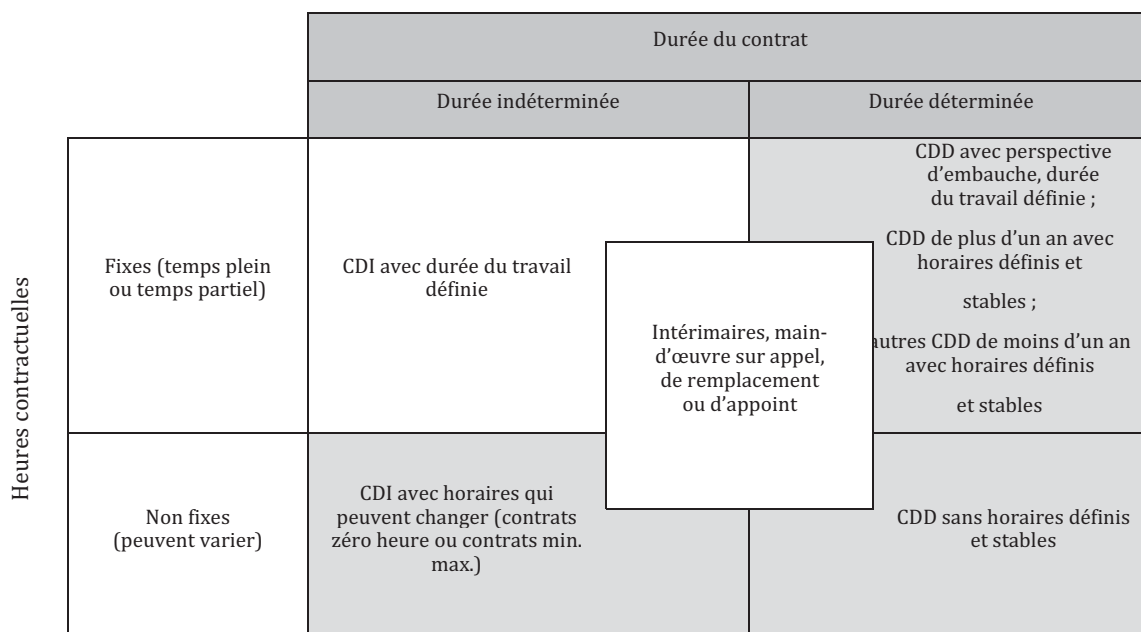 Durée du contrat
Durée indéterminée
Durée déterminée
Heures contractuelles
Fixes (temps plein
ou temps partiel)
CDI avec durée du travail
définie
CDD avec perspective
d’embauche, durée
du travail définie ;
CDD de plus d’un an avec
horaires définis et
stables ;
autres CDD de moins d’un an
avec horaires définis
et stables
Intérimaires, main-
d’œuvre sur appel,
de remplacement
ou d’appoint
Non fixes
(peuvent varier)
CDI avec horaires qui
peuvent changer (contrats
zéro heure ou contrats min.
max.)
CDD sans horaires définis
et stables